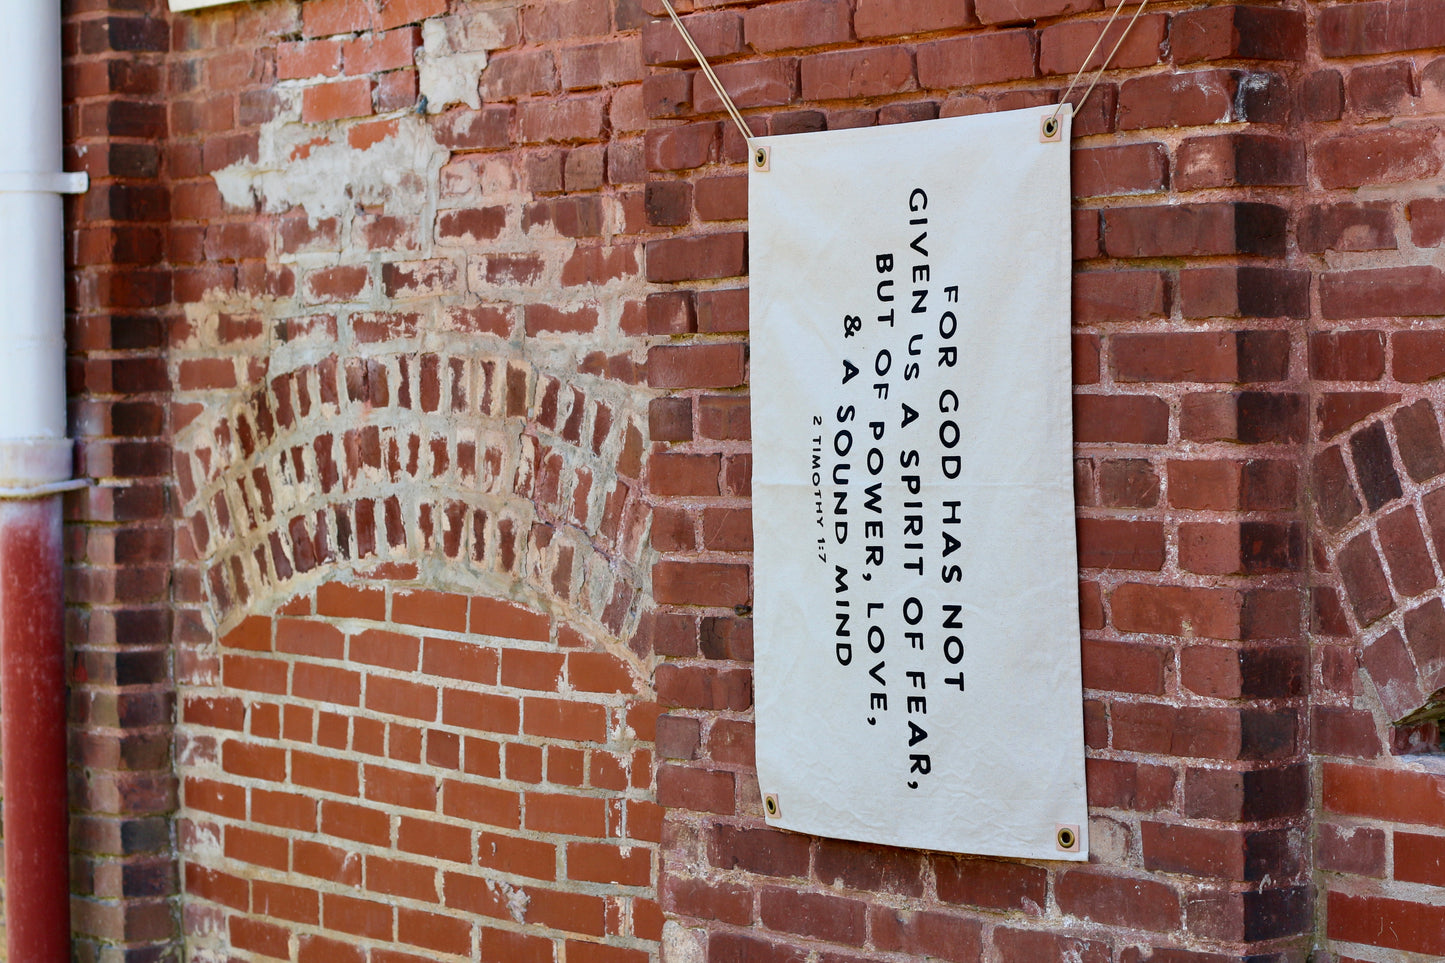 FOR GOD HAS NOT
GIVEN US A SPIRIT OF FEAR,
BUT OF POWER, LOVE,
& A SOUND MIND
2 TIMOTHY 1:7